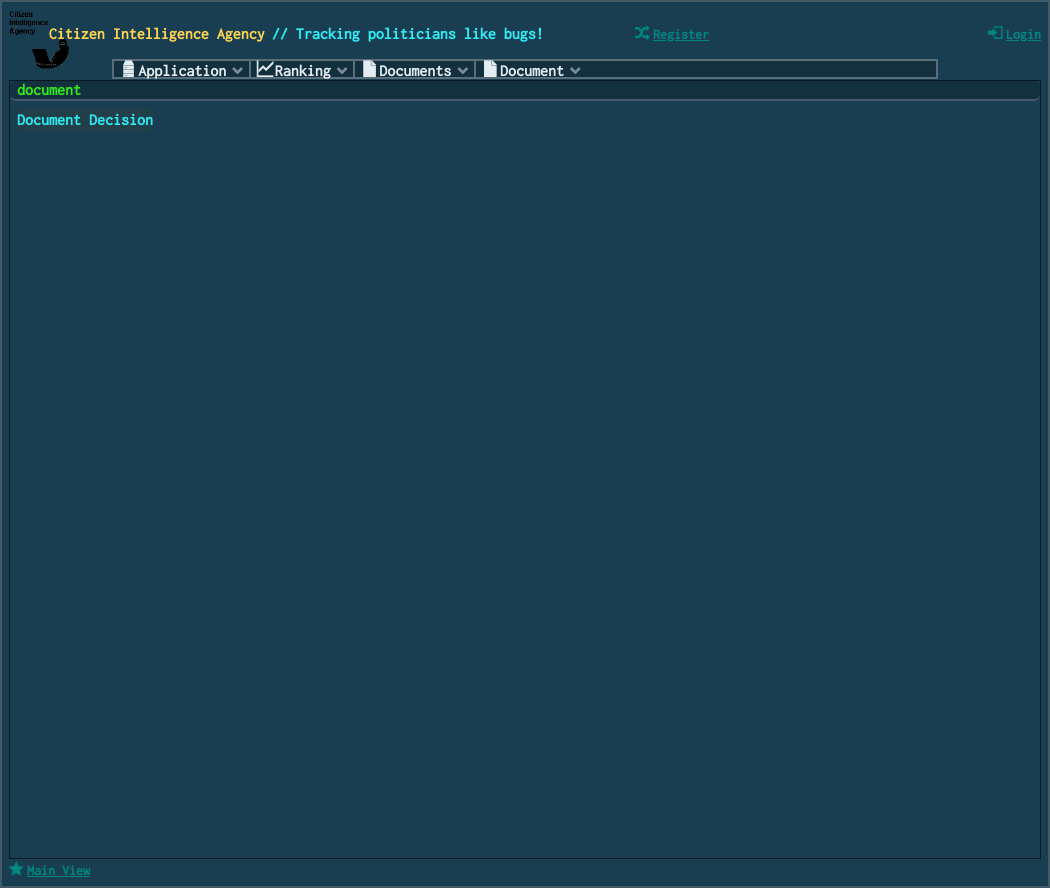 Citizen
Intelligence
Agency
Citizen Intelligence Agency // Tracking politicians like bugs!
Register
Login
Application
Ranking
Documents
Document
document
Document Decision
Main View